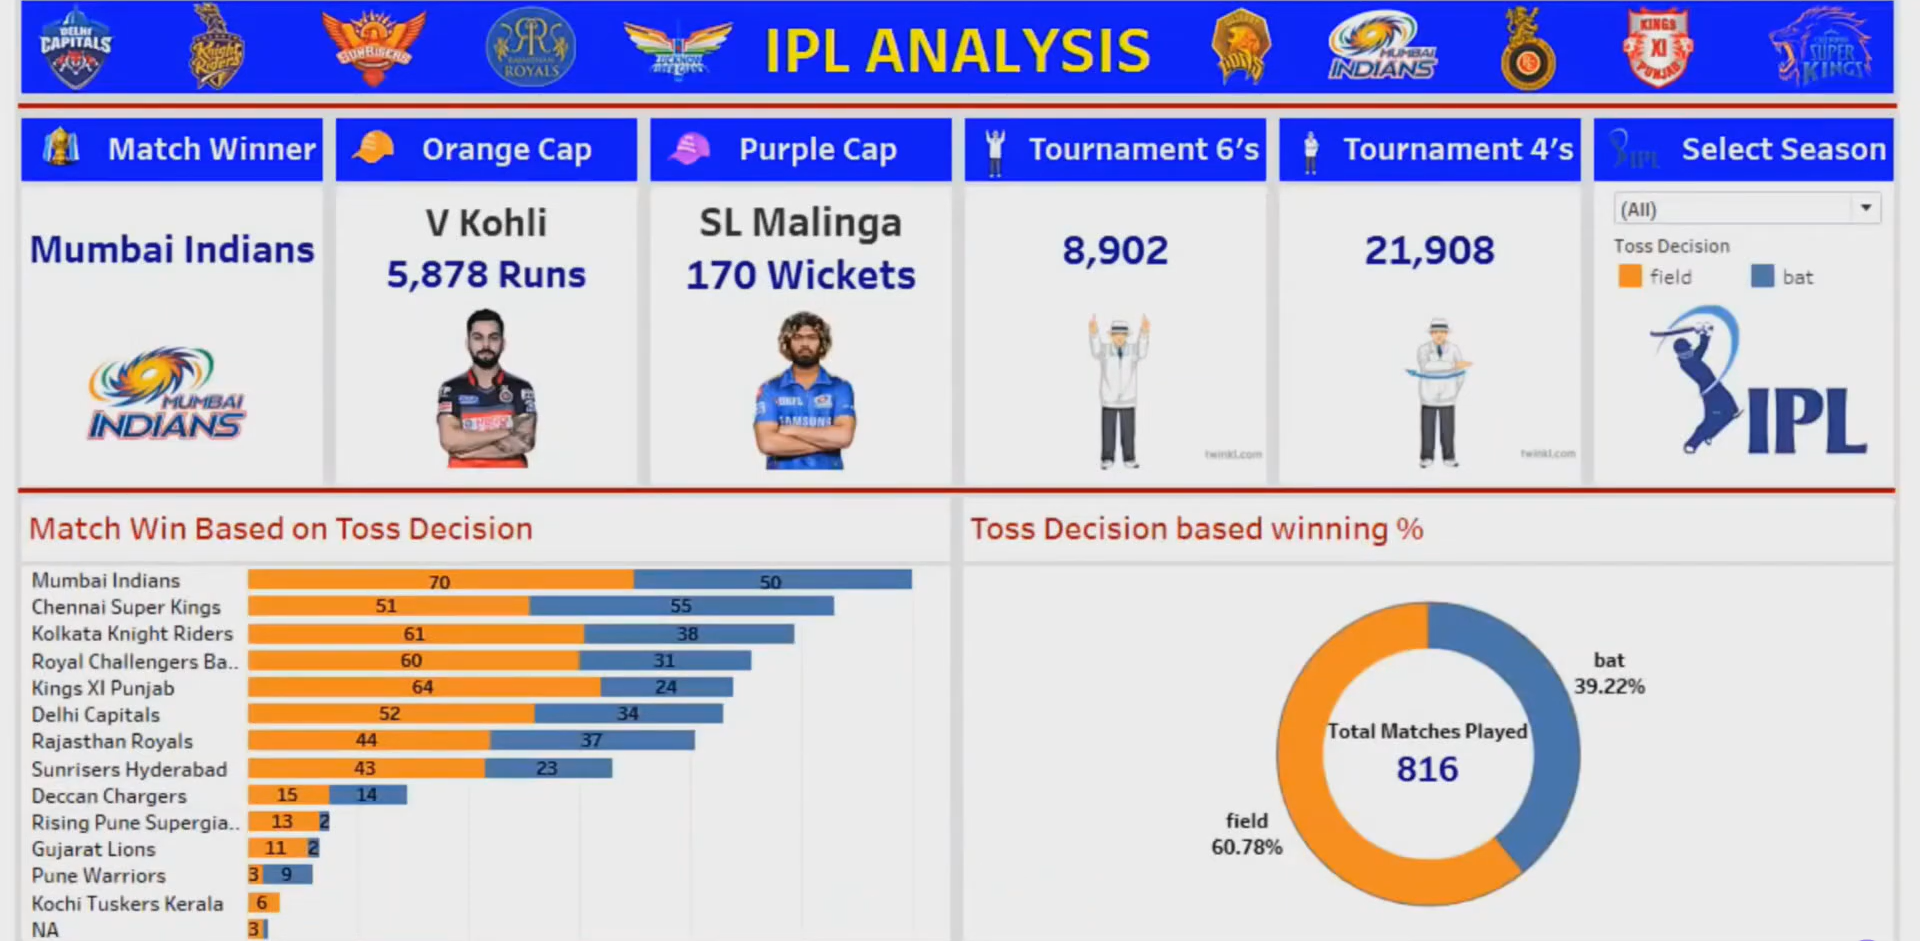 DELHI
CAPITALS
Knight
Riders
SUNRISERS
RAJASTHAN
ROYALS
IPL ANALYSIS
MUMBAI
INDIANS
KINGS
XI
PUNJAB
SUPER
KINGS
Match Winner
Orange Cap
Purple Cap
Tournament 6's
Tournament 4's
IPL
Select Season
Mumbai Indians
MUMBAI
INDIANS
V Kohli
5,878 Runs
SL Malinga
170 Wickets
SAMSUNG
8,902
twinkl.com
21,908
twinkl.com
(All)
Toss Decision
field
bat
IPL
Match Win Based on Toss Decision
Mumbai Indians 70 50
Chennai Super Kings 51 55
Kolkata Knight Riders 61 38
Royal Challengers Ba.. 60 31
Kings XI Punjab 64 24
Delhi Capitals 52 34
Rajasthan Royals 44 37
Sunrisers Hyderabad 43 23
Deccan Chargers 15 14
Rising Pune Supergia.. 13 2
Gujarat Lions 11 2
Pune Warriors 3 9
Kochi Tuskers Kerala 6
NA 3
Toss Decision based winning %
bat
39.22%
Total Matches Played
816
field
60.78%